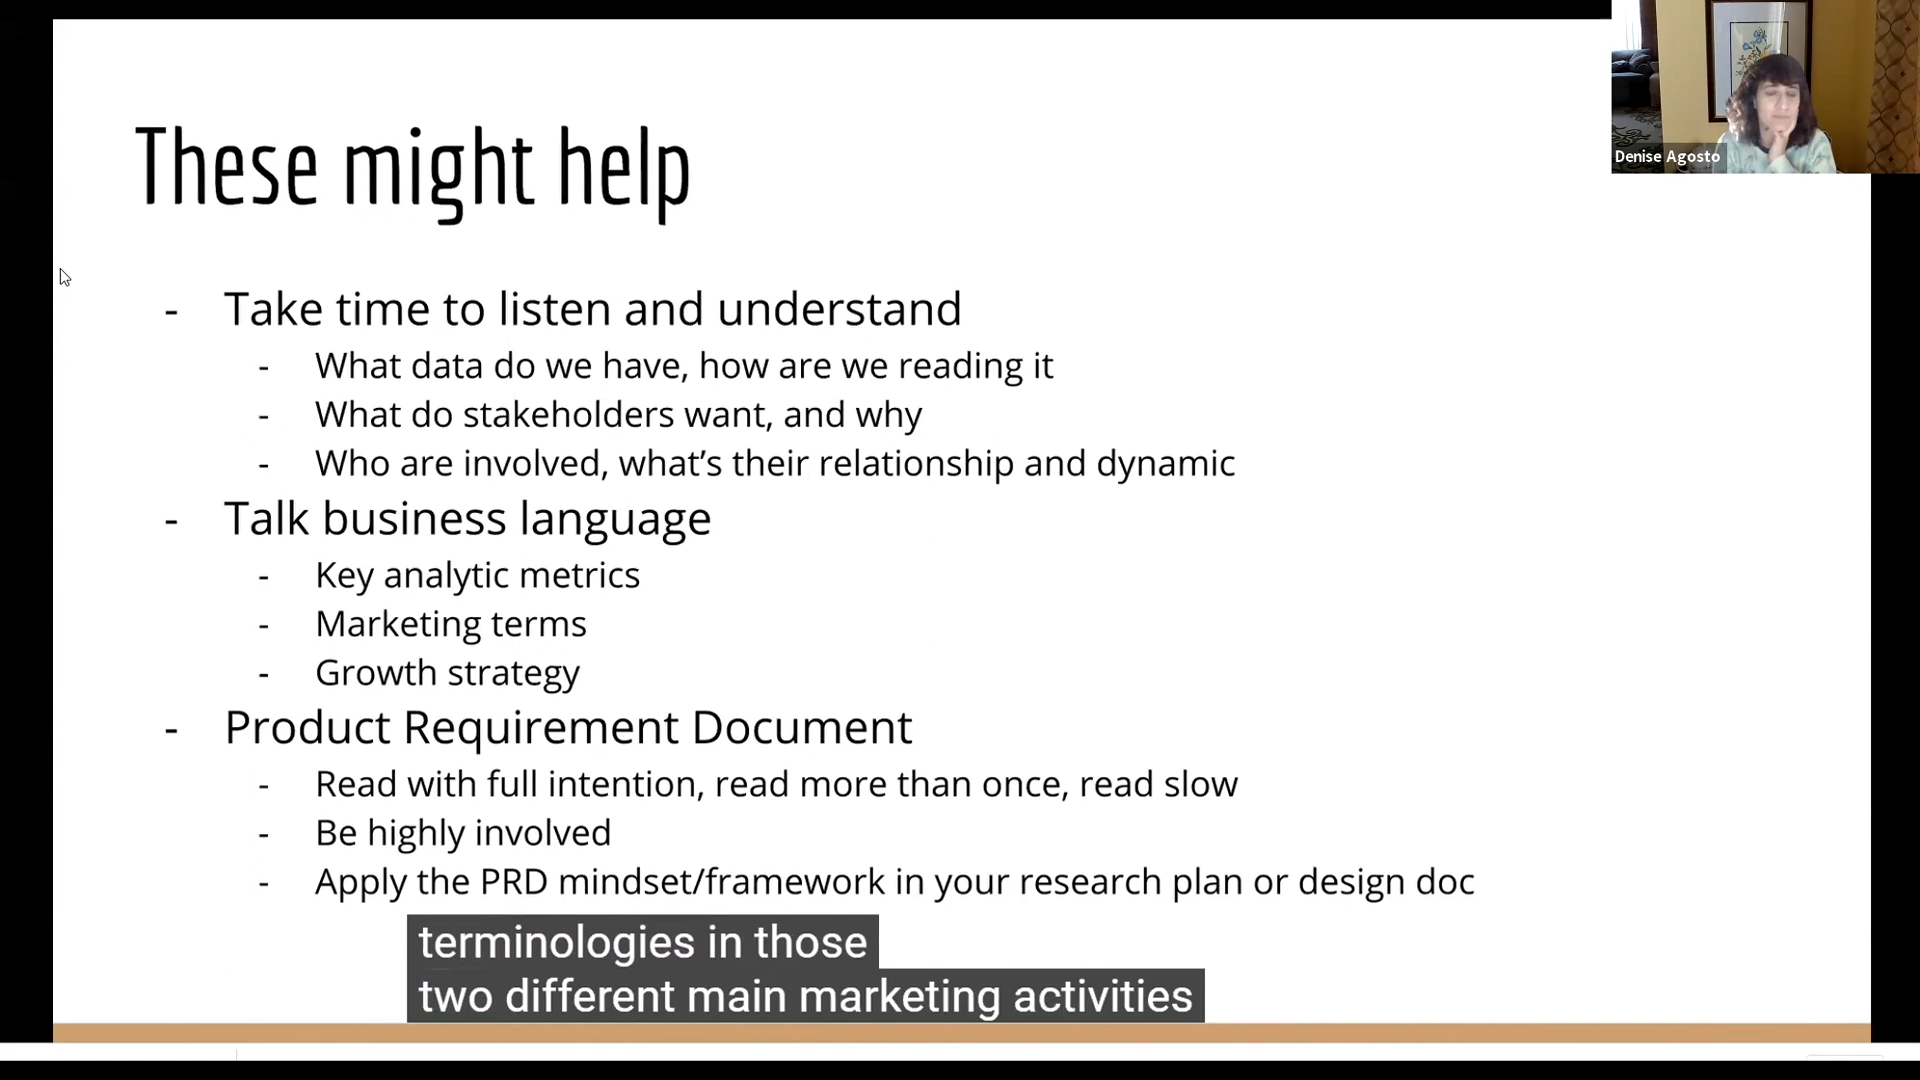 These might help
Denise Agosto
- Take time to listen and understand
- What data do we have, how are we reading it
- What do stakeholders want, and why
- Who are involved, what’s their relationship and dynamic
- Talk business language
- Key analytic metrics
- Marketing terms
- Growth strategy
- Product Requirement Document
- Read with full intention, read more than once, read slow
- Be highly involved
- Apply the PRD mindset/framework in your research plan or design doc
terminologies in those
two different main marketing activities